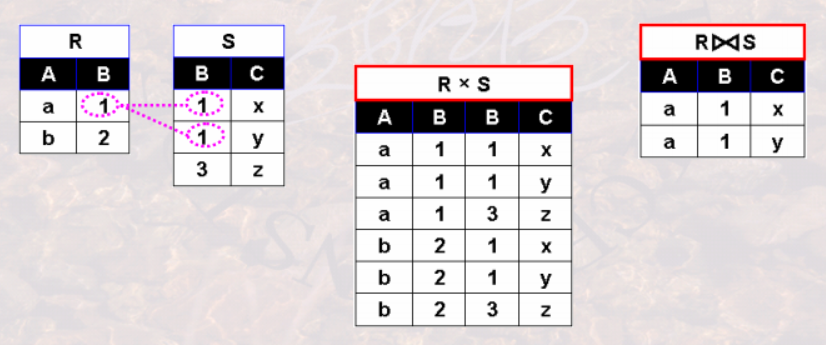 R
A B
a 1
b 2
S
B C
1 x
1 y
3 z
R × S
A B B C
a 1 1 x
a 1 1 y
a 1 3 z
b 2 1 x
b 2 1 y
b 2 3 z
R⋈S
A B C
a 1 x
a 1 y